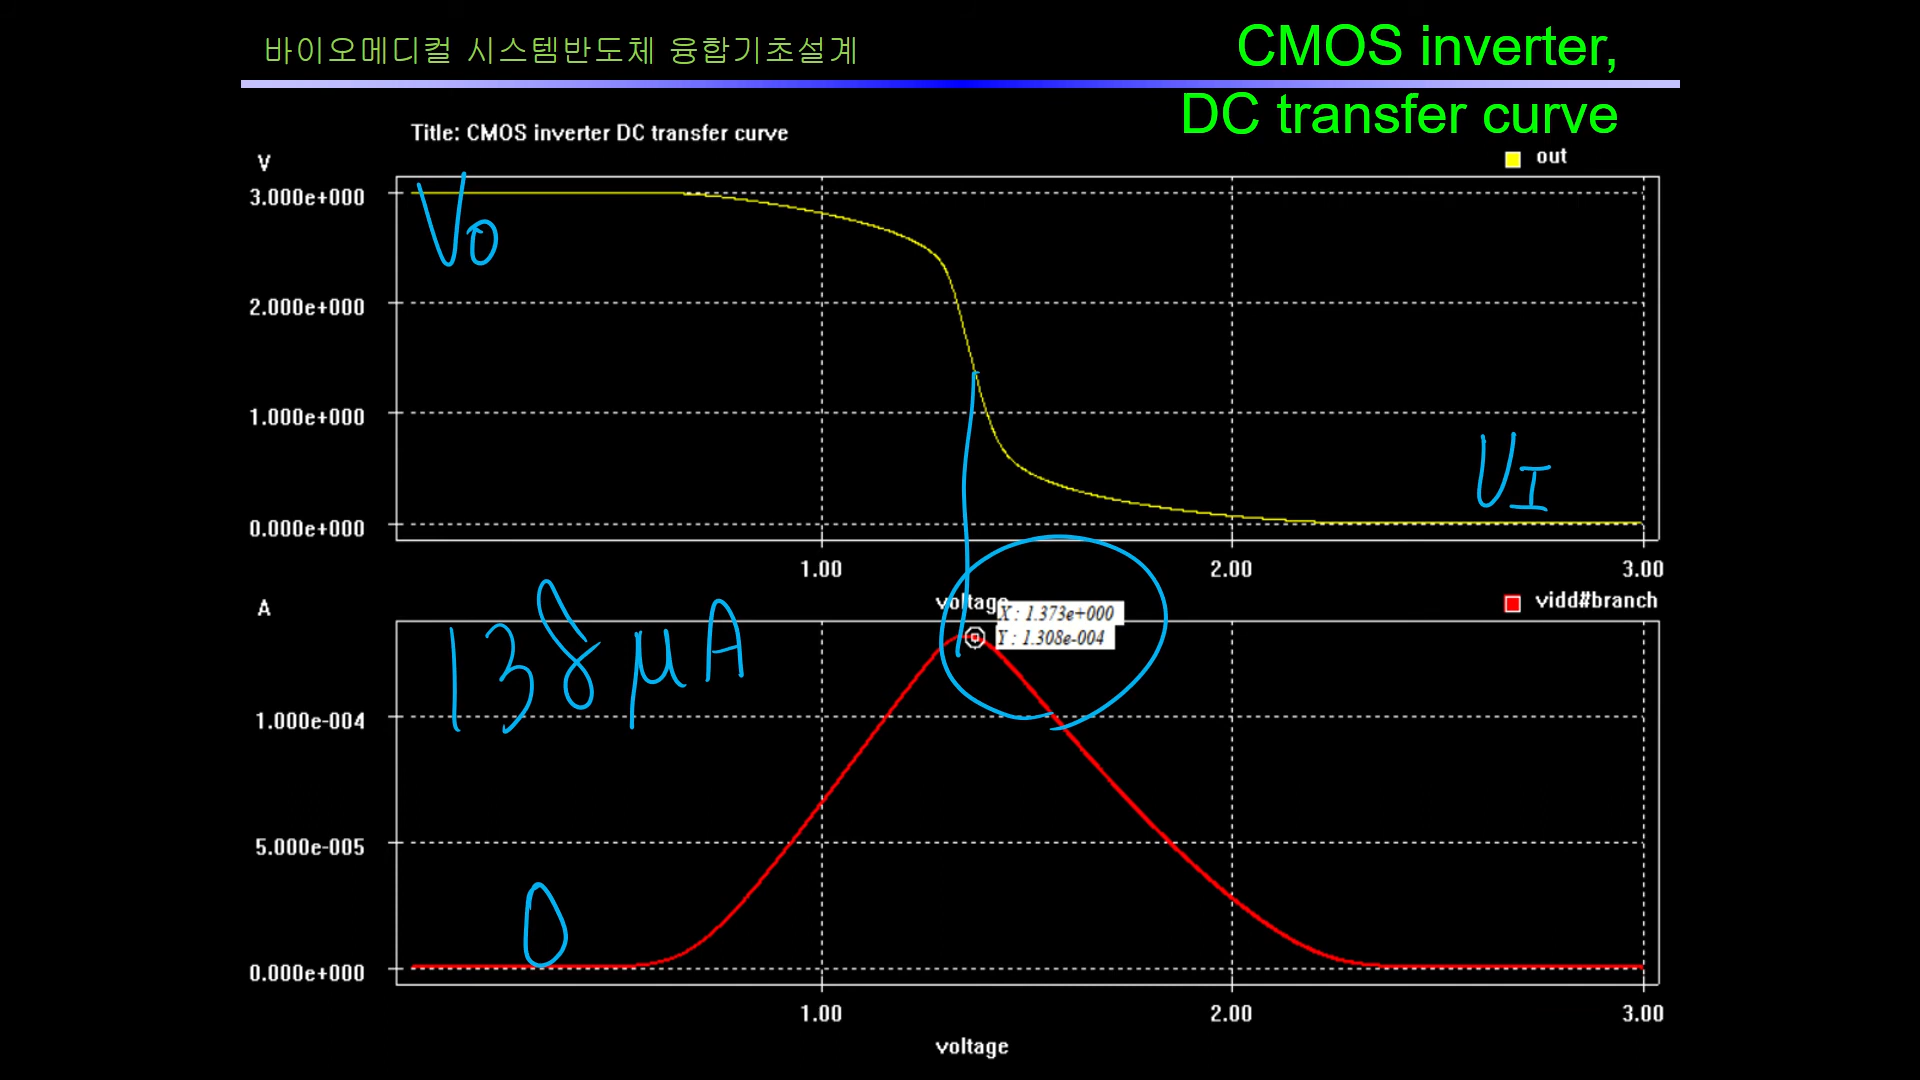 바이오메디컬 시스템반도체 융합기초설계
CMOS inverter,
DC transfer curve
Title: CMOS inverter DC transfer curve
V
out
3.000e+000
Vo
2.000e+000
1.000e+000
VI
0.000e+000
1.00
2.00
3.00
voltage
A
vidd#branch
X : 1.373e+000
Y : 1.308e-004
138µA
1.000e-004
5.000e-005
0
0.000e+000
1.00
2.00
3.00
voltage